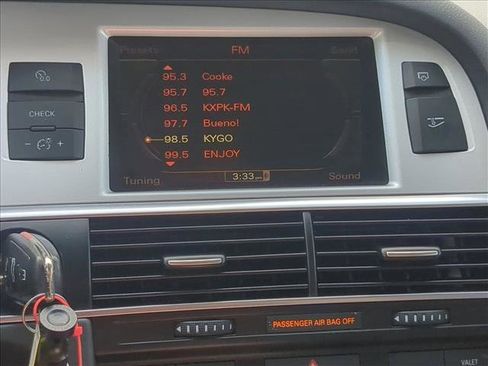 Presets FM Band
95.3 Cooke
95.7 95.7
96.5 KXPK-FM
97.7 Bueno!
98.5 KYGO
99.5 ENJOY
Tuning 3:33 Sound
CHECK
PASSENGER AIR BAG OFF
VALET